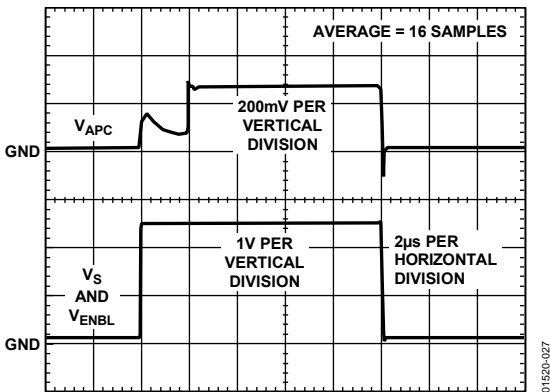 AVERAGE = 16 SAMPLES
VAPC
200mV PER
VERTICAL
DIVISION
GND
1V PER
VERTICAL
DIVISION
2µs PER
HORIZONTAL
DIVISION
VS
AND
VENBL
GND
01520-027